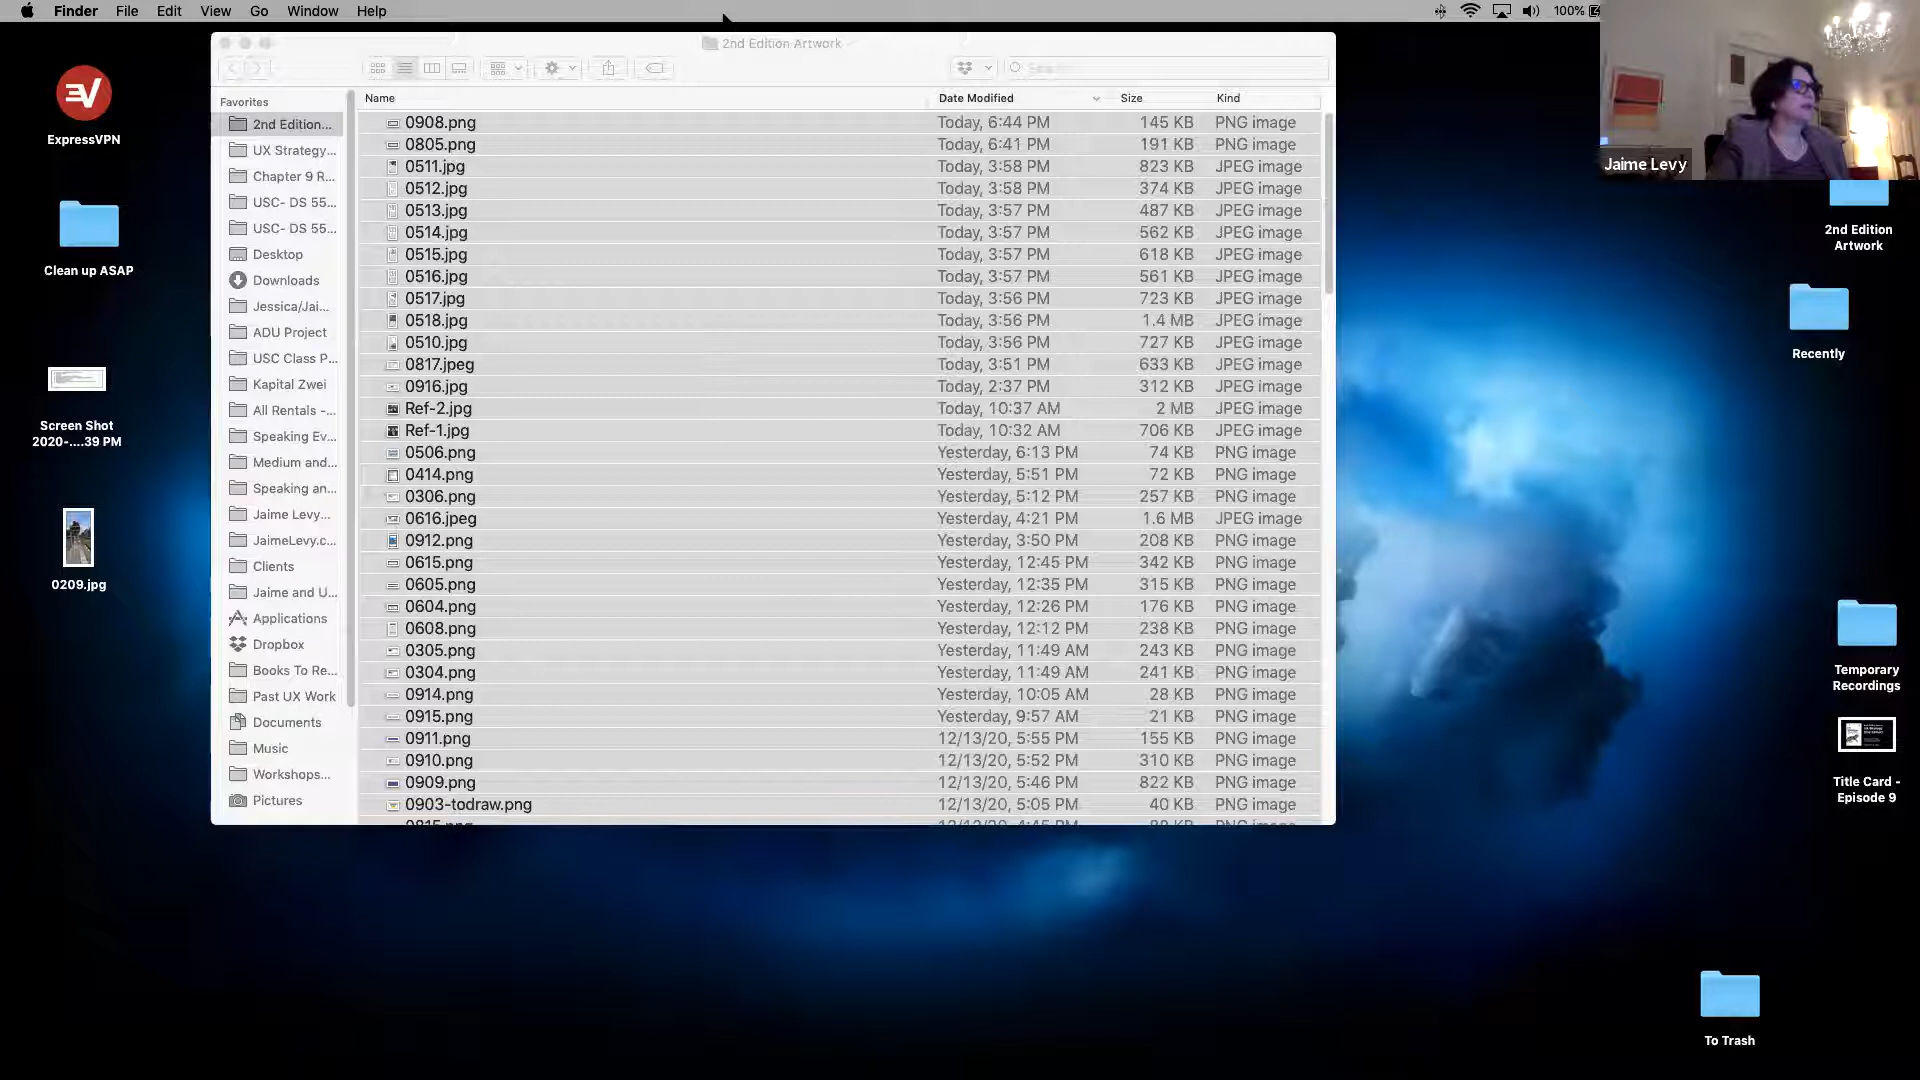 Finder File Edit View Go Window Help 100%
2nd Edition Artwork
Search
Favorites
2nd Edition...
UX Strategy...
Chapter 9 R...
USC- DS 55...
USC- DS 55...
Desktop
Downloads
Jessica/Jai...
ADU Project
USC Class P...
Kapital Zwei
All Rentals -...
Speaking Ev...
Medium and...
Speaking an...
Jaime Levy...
JaimeLevy.c...
Clients
Jaime and U...
Applications
Dropbox
Books To Re...
Past UX Work
Documents
Music
Workshops...
Pictures
Name Date Modified Size Kind
0908.png Today, 6:44 PM 145 KB PNG image
0805.png Today, 6:41 PM 191 KB PNG image
0511.jpg Today, 3:58 PM 823 KB JPEG image
0512.jpg Today, 3:58 PM 374 KB JPEG image
0513.jpg Today, 3:57 PM 487 KB JPEG image
0514.jpg Today, 3:57 PM 562 KB JPEG image
0515.jpg Today, 3:57 PM 618 KB JPEG image
0516.jpg Today, 3:57 PM 561 KB JPEG image
0517.jpg Today, 3:56 PM 723 KB JPEG image
0518.jpg Today, 3:56 PM 1.4 MB JPEG image
0510.jpg Today, 3:56 PM 727 KB JPEG image
0817.jpeg Today, 3:51 PM 633 KB JPEG image
0916.jpg Today, 2:37 PM 312 KB JPEG image
Ref-2.jpg Today, 10:37 AM 2 MB JPEG image
Ref-1.jpg Today, 10:32 AM 706 KB JPEG image
0506.png Yesterday, 6:13 PM 74 KB PNG image
0414.png Yesterday, 5:51 PM 72 KB PNG image
0306.png Yesterday, 5:12 PM 257 KB PNG image
0616.jpeg Yesterday, 4:21 PM 1.6 MB JPEG image
0912.png Yesterday, 3:50 PM 208 KB PNG image
0615.png Yesterday, 12:45 PM 342 KB PNG image
0605.png Yesterday, 12:35 PM 315 KB PNG image
0604.png Yesterday, 12:26 PM 176 KB PNG image
0608.png Yesterday, 12:12 PM 238 KB PNG image
0305.png Yesterday, 11:49 AM 243 KB PNG image
0304.png Yesterday, 11:49 AM 241 KB PNG image
0914.png Yesterday, 10:05 AM 28 KB PNG image
0915.png Yesterday, 9:57 AM 21 KB PNG image
0911.png 12/13/20, 5:55 PM 155 KB PNG image
0910.png 12/13/20, 5:52 PM 310 KB PNG image
0909.png 12/13/20, 5:46 PM 822 KB PNG image
0903-todraw.png 12/13/20, 5:05 PM 40 KB PNG image
ExpressVPN
Clean up ASAP
Screen Shot
2020-....39 PM
0209.jpg
Jaime Levy
2nd Edition
Artwork
Recently
Temporary
Recordings
Title Card -
Episode 9
To Trash